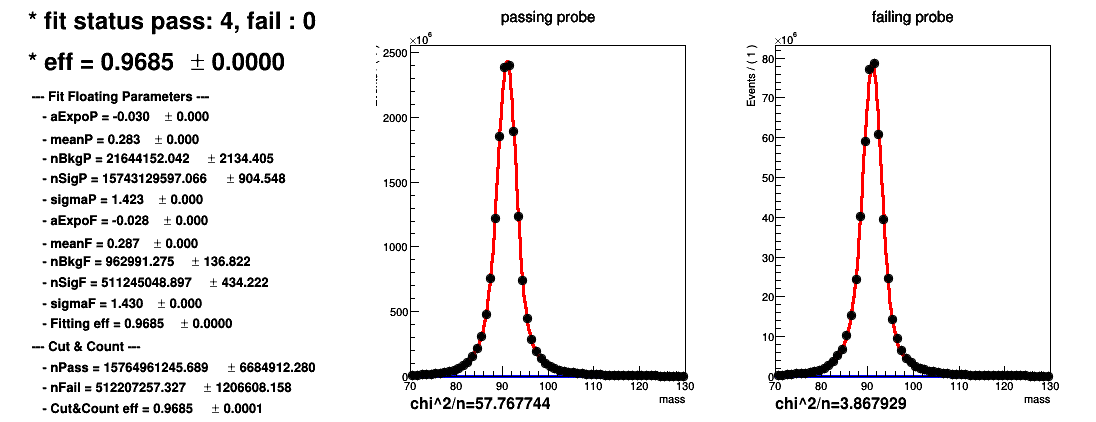 * fit status pass: 4, fail : 0
* eff = 0.9685 ± 0.0000
--- Fit Floating Parameters ---
- aExpoP = -0.030 ± 0.000
- meanP = 0.283 ± 0.000
- nBkgP = 21644152.042 ± 2134.405
- nSigP = 15743129597.066 ± 904.548
- sigmaP = 1.423 ± 0.000
- aExpoF = -0.028 ± 0.000
- meanF = 0.287 ± 0.000
- nBkgF = 962991.275 ± 136.822
- nSigF = 511245048.897 ± 434.222
- sigmaF = 1.430 ± 0.000
- Fitting eff = 0.9685 ± 0.0000
--- Cut & Count ---
- nPass = 15764961245.689 ± 6684912.280
- nFail = 512207257.327 ± 1206608.158
- Cut&Count eff = 0.9685 ± 0.0001
passing probe
×10^6
2500
2000
1500
1000
500
0
70 80 90 100 110 120 130
mass
chi^2/n=57.767744
failing probe
×10^6
Events / ( 1 )
80
70
60
50
40
30
20
10
0
70 80 90 100 110 120 130
mass
chi^2/n=3.867929